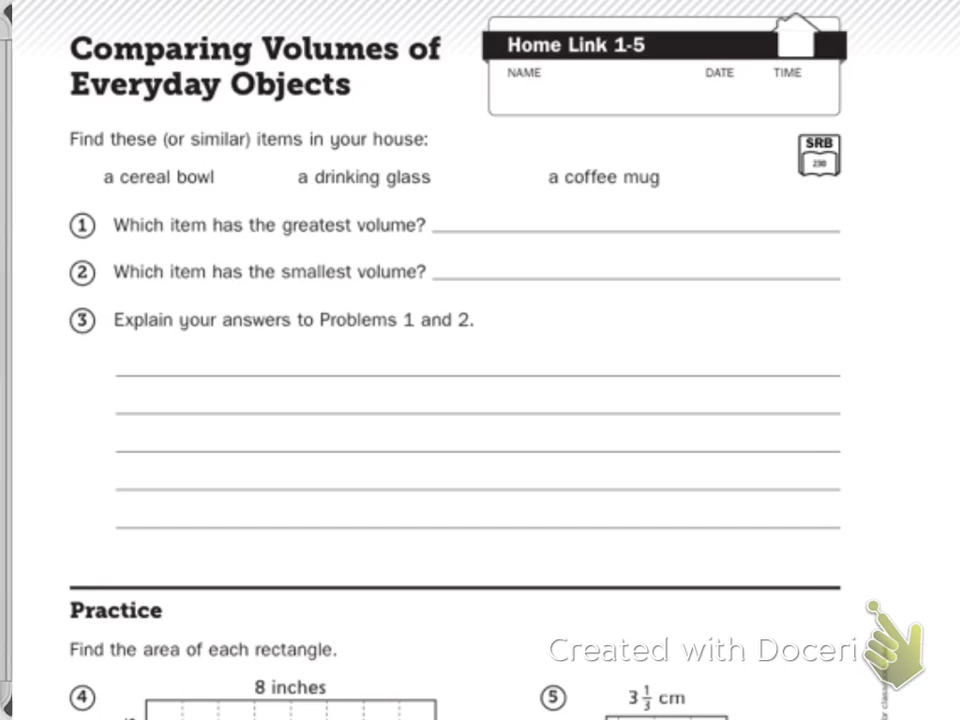 Comparing Volumes of
Everyday Objects
Home Link 1-5
NAME DATE TIME
Find these (or similar) items in your house:
SRB
230
a cereal bowl a drinking glass a coffee mug
1 Which item has the greatest volume?
2 Which item has the smallest volume?
3 Explain your answers to Problems 1 and 2.
Practice
Find the area of each rectangle.
Created with Doceri
4 8 inches
5 3 1/3 cm